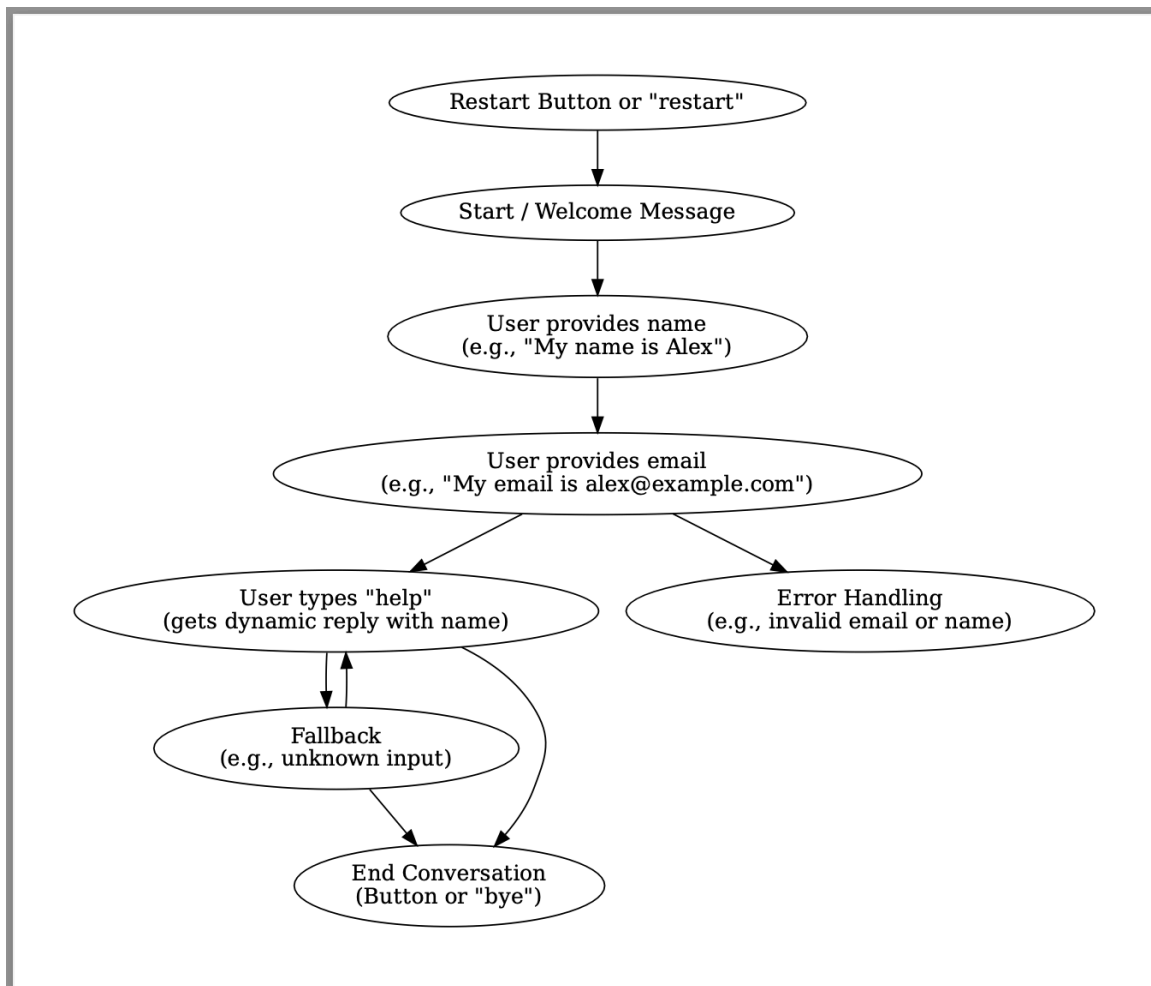 Restart Button or "restart"
Start / Welcome Message
User provides name
(e.g., "My name is Alex")
User provides email
(e.g., "My email is alex@example.com")
User types "help"
(gets dynamic reply with name)
Error Handling
(e.g., invalid email or name)
Fallback
(e.g., unknown input)
End Conversation
(Button or "bye")